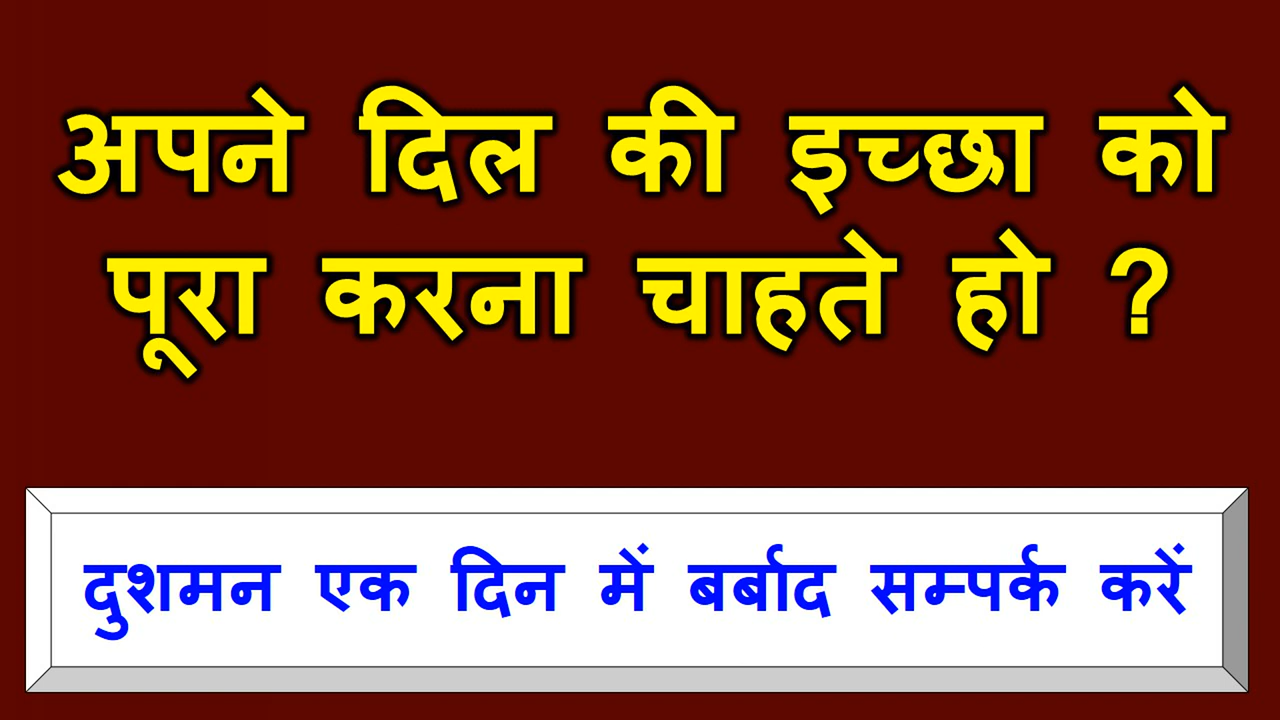 अपने दिल की इच्छा को
पूरा करना चाहते हो ?
दुशमन एक दिन में बर्बाद सम्पर्क करें